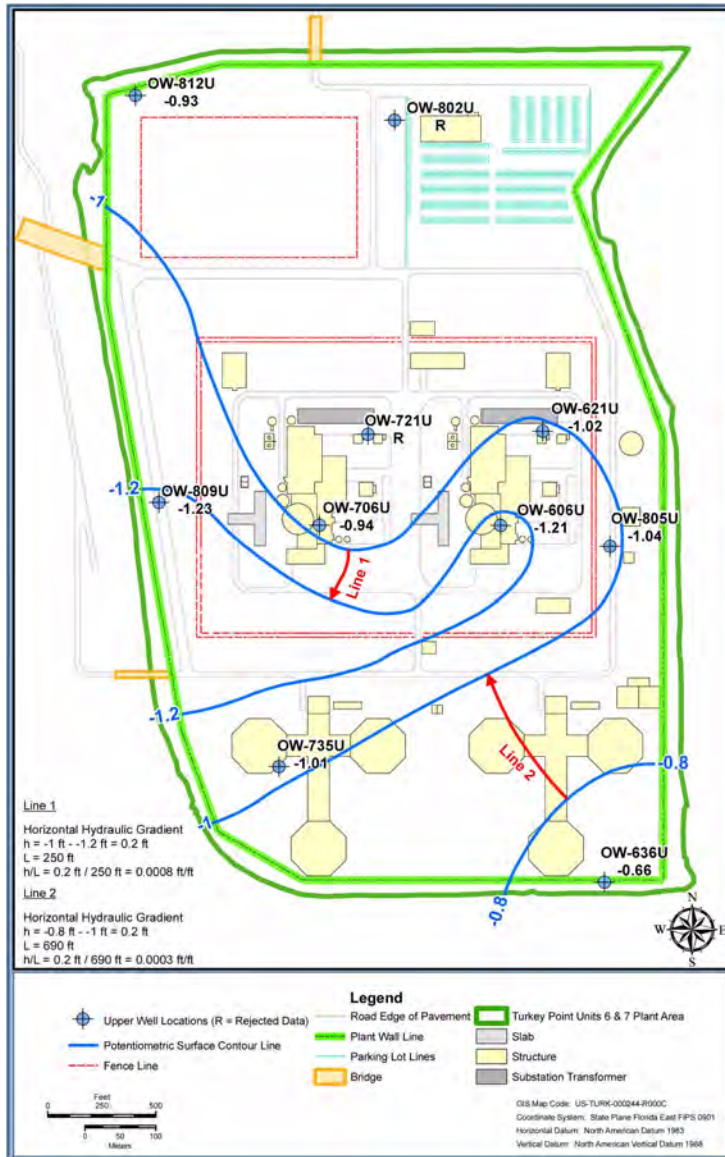 OW-812U
-0.93
OW-802U
R
-1
OW-721U
R
OW-621U
-1.02
-1.2
OW-809U
-1.23
OW-706U
-0.94
OW-606U
-1.21
OW-805U
-1.04
Line 1
-1.2
OW-735U
-1.01
Line 2
-0.8
-1
OW-636U
-0.66
-0.8
Line 1
Horizontal Hydraulic Gradient
h = -1 ft - -1.2 ft = 0.2 ft
L = 250 ft
h/L = 0.2 ft / 250 ft = 0.0008 ft/ft
Line 2
Horizontal Hydraulic Gradient
h = -0.8 ft - -1 ft = 0.2 ft
L = 690 ft
h/L = 0.2 ft / 690 ft = 0.0003 ft/ft
N
W E
S
Legend
Upper Well Locations (R = Rejected Data)
Potentiometric Surface Contour Line
Fence Line
Road Edge of Pavement
Plant Wall Line
Parking Lot Lines
Bridge
Turkey Point Units 6 & 7 Plant Area
Slab
Structure
Substation Transformer
Feet
0 250 500
0 50 100
Meters
GIS Map Code: US-TURK-000244-R000C
Coordinate System: State Plane Florida East FIPS 0901
Horizontal Datum: North American Datum 1983
Vertical Datum: North American Vertical Datum 1988